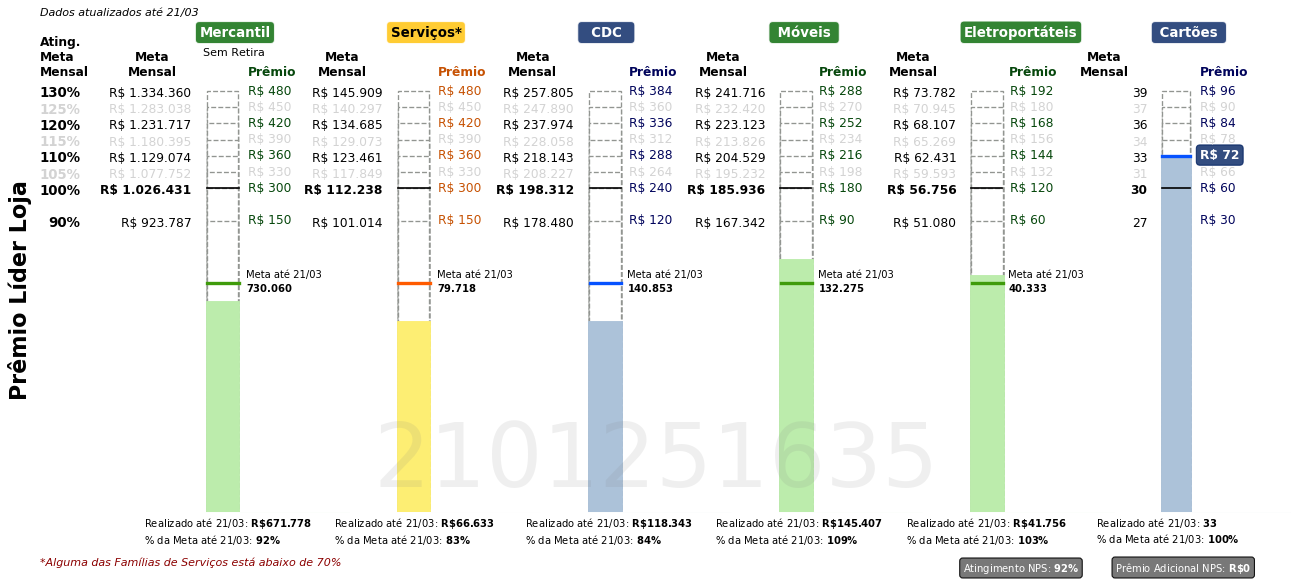 Dados atualizados até 21/03
Mercantil Serviços* CDC Móveis Eletroportáteis Cartões
Sem Retira
Ating. Meta Mensal Meta Mensal Prêmio Meta Mensal Prêmio Meta Mensal Prêmio Meta Mensal Prêmio Meta Mensal Prêmio Meta Mensal Prêmio
130% R$ 1.334.360 R$ 480 R$ 145.909 R$ 480 R$ 257.805 R$ 384 R$ 241.716 R$ 288 R$ 73.782 R$ 192 39 R$ 96
125% R$ 1.283.038 R$ 450 R$ 140.297 R$ 450 R$ 247.890 R$ 360 R$ 232.420 R$ 270 R$ 70.945 R$ 180 37 R$ 90
120% R$ 1.231.717 R$ 420 R$ 134.685 R$ 420 R$ 237.974 R$ 336 R$ 223.123 R$ 252 R$ 68.107 R$ 168 36 R$ 84
115% R$ 1.180.395 R$ 390 R$ 129.073 R$ 390 R$ 228.058 R$ 312 R$ 213.826 R$ 234 R$ 65.269 R$ 156 34 R$ 78
110% R$ 1.129.074 R$ 360 R$ 123.461 R$ 360 R$ 218.143 R$ 288 R$ 204.529 R$ 216 R$ 62.431 R$ 144 33 R$ 72
105% R$ 1.077.752 R$ 330 R$ 117.849 R$ 330 R$ 208.227 R$ 264 R$ 195.232 R$ 198 R$ 59.593 R$ 132 31 R$ 66
100% R$ 1.026.431 R$ 300 R$ 112.238 R$ 300 R$ 198.312 R$ 240 R$ 185.936 R$ 180 R$ 56.756 R$ 120 30 R$ 60
90% R$ 923.787 R$ 150 R$ 101.014 R$ 150 R$ 178.480 R$ 120 R$ 167.342 R$ 90 R$ 51.080 R$ 60 27 R$ 30
Prêmio Líder Loja
Meta até 21/03 Meta até 21/03 Meta até 21/03 Meta até 21/03 Meta até 21/03
730.060 79.718 140.853 132.275 40.333
2101251635
Realizado até 21/03: R$671.778 Realizado até 21/03: R$66.633 Realizado até 21/03: R$118.343 Realizado até 21/03: R$145.407 Realizado até 21/03: R$41.756 Realizado até 21/03: 33
% da Meta até 21/03: 92% % da Meta até 21/03: 83% % da Meta até 21/03: 84% % da Meta até 21/03: 109% % da Meta até 21/03: 103% % da Meta até 21/03: 100%
*Alguma das Famílias de Serviços está abaixo de 70%
Atingimento NPS: 92% Prêmio Adicional NPS: R$0